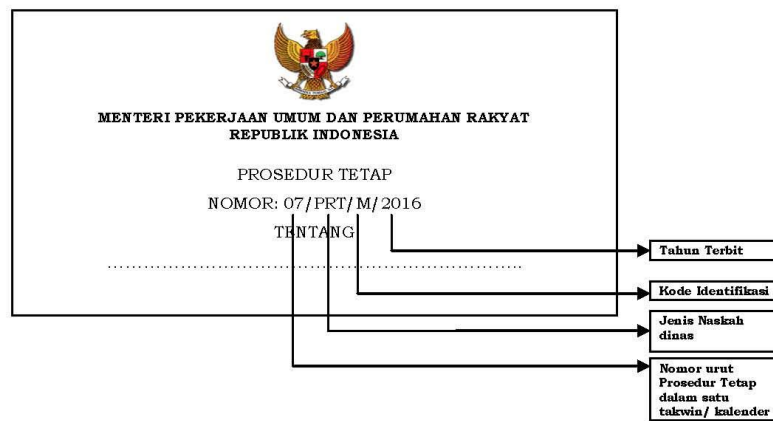 MENTERI PEKERJAAN UMUM DAN PERUMAHAN RAKYAT
REPUBLIK INDONESIA
PROSEDUR TETAP
NOMOR: 07/PRT/M/2016
TENTANG
......................................................................
Tahun Terbit
Kode Identifikasi
Jenis Naskah
dinas
Nomor urut
Prosedur Tetap
dalam satu
takwin/ kalender